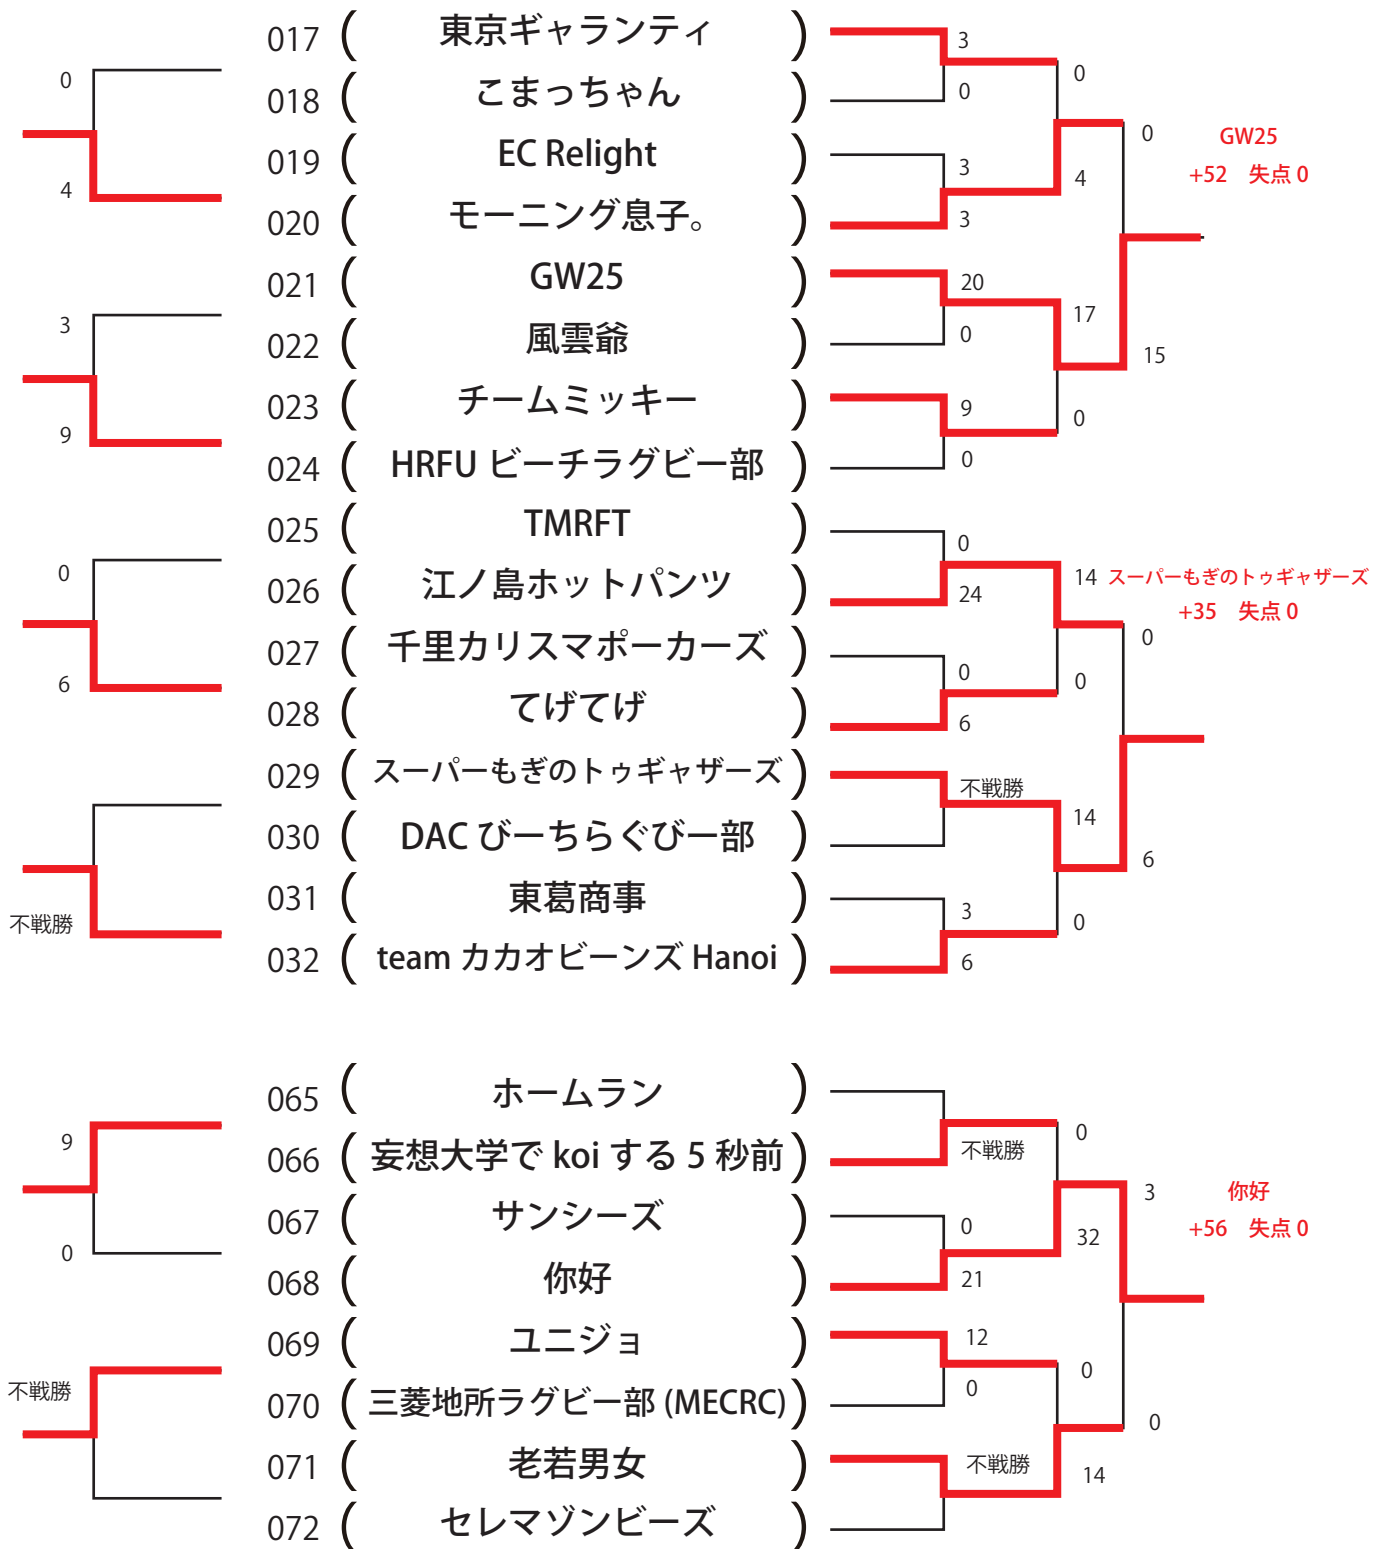 017 ( 東京ギャランティ ) 3
0 018 ( こまっちゃん ) 0 0
019 ( EC Relight ) 3 0 GW25
4 020 ( モーニング息子。 ) 3 4 +52 失点 0
021 ( GW25 ) 20
3 022 ( 風雲爺 ) 0 17
023 ( チームミッキー ) 9 0 15
9 024 ( HRFU ビーチラグビー部 ) 0
025 ( TMRFT ) 0
0 026 ( 江ノ島ホットパンツ ) 24 14 スーパーもぎのトゥギャザーズ
+35 失点 0
027 ( 千里カリスマポーカーズ ) 0 0
6 028 ( てげてげ ) 6 0
029 ( スーパーもぎのトゥギャザーズ ) 不戦勝
030 ( DAC びーちらぐびー部 ) 14
031 ( 東葛商事 ) 3 6
不戦勝 032 ( team カカオビーンズ Hanoi ) 6 0
065 ( ホームラン )
9 066 ( 妄想大学で koi する 5 秒前 ) 不戦勝 0
067 ( サンシーズ ) 0 3 你好
0 068 ( 你好 ) 21 32 +56 失点 0
069 ( ユニジョ ) 12
不戦勝 070 ( 三菱地所ラグビー部 (MECRC) ) 0 0
071 ( 老若男女 ) 不戦勝 0
072 ( セレマゾンビーズ ) 14